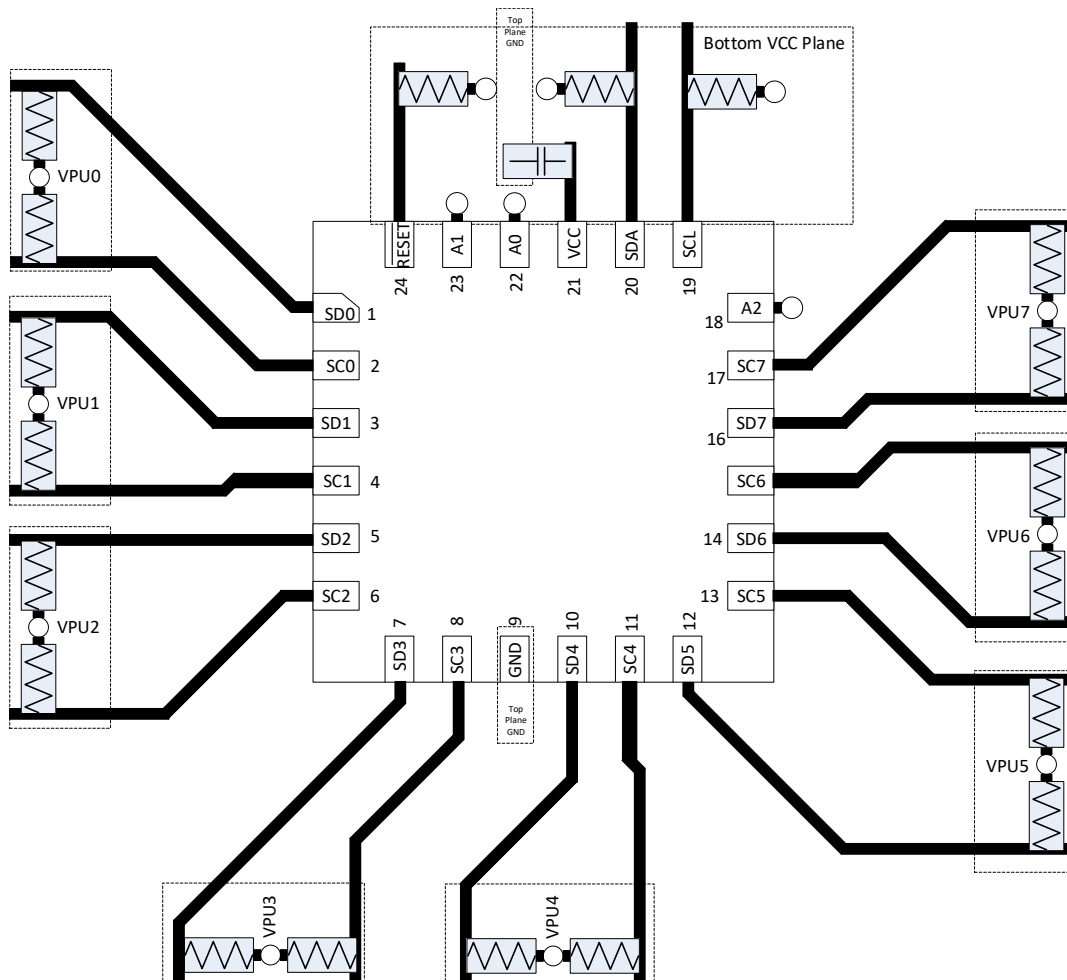 Top
Plane
GND
Bottom VCC Plane
VPU0
RESET
A1
A0
VCC
SDA
SCL
24
23
22
21
20
19
SD0 1
A2
18
VPU7
SC0 2
SC7
17
VPU1
SD1 3
SD7
16
SC1 4
SC6
VPU6
SD2 5
14 SD6
SC2 6
13 SC5
VPU2
7
8
9
10
11
12
SD3
SC3
GND
SD4
SC4
SD5
Top
Plane
GND
VPU5
VPU3
VPU4